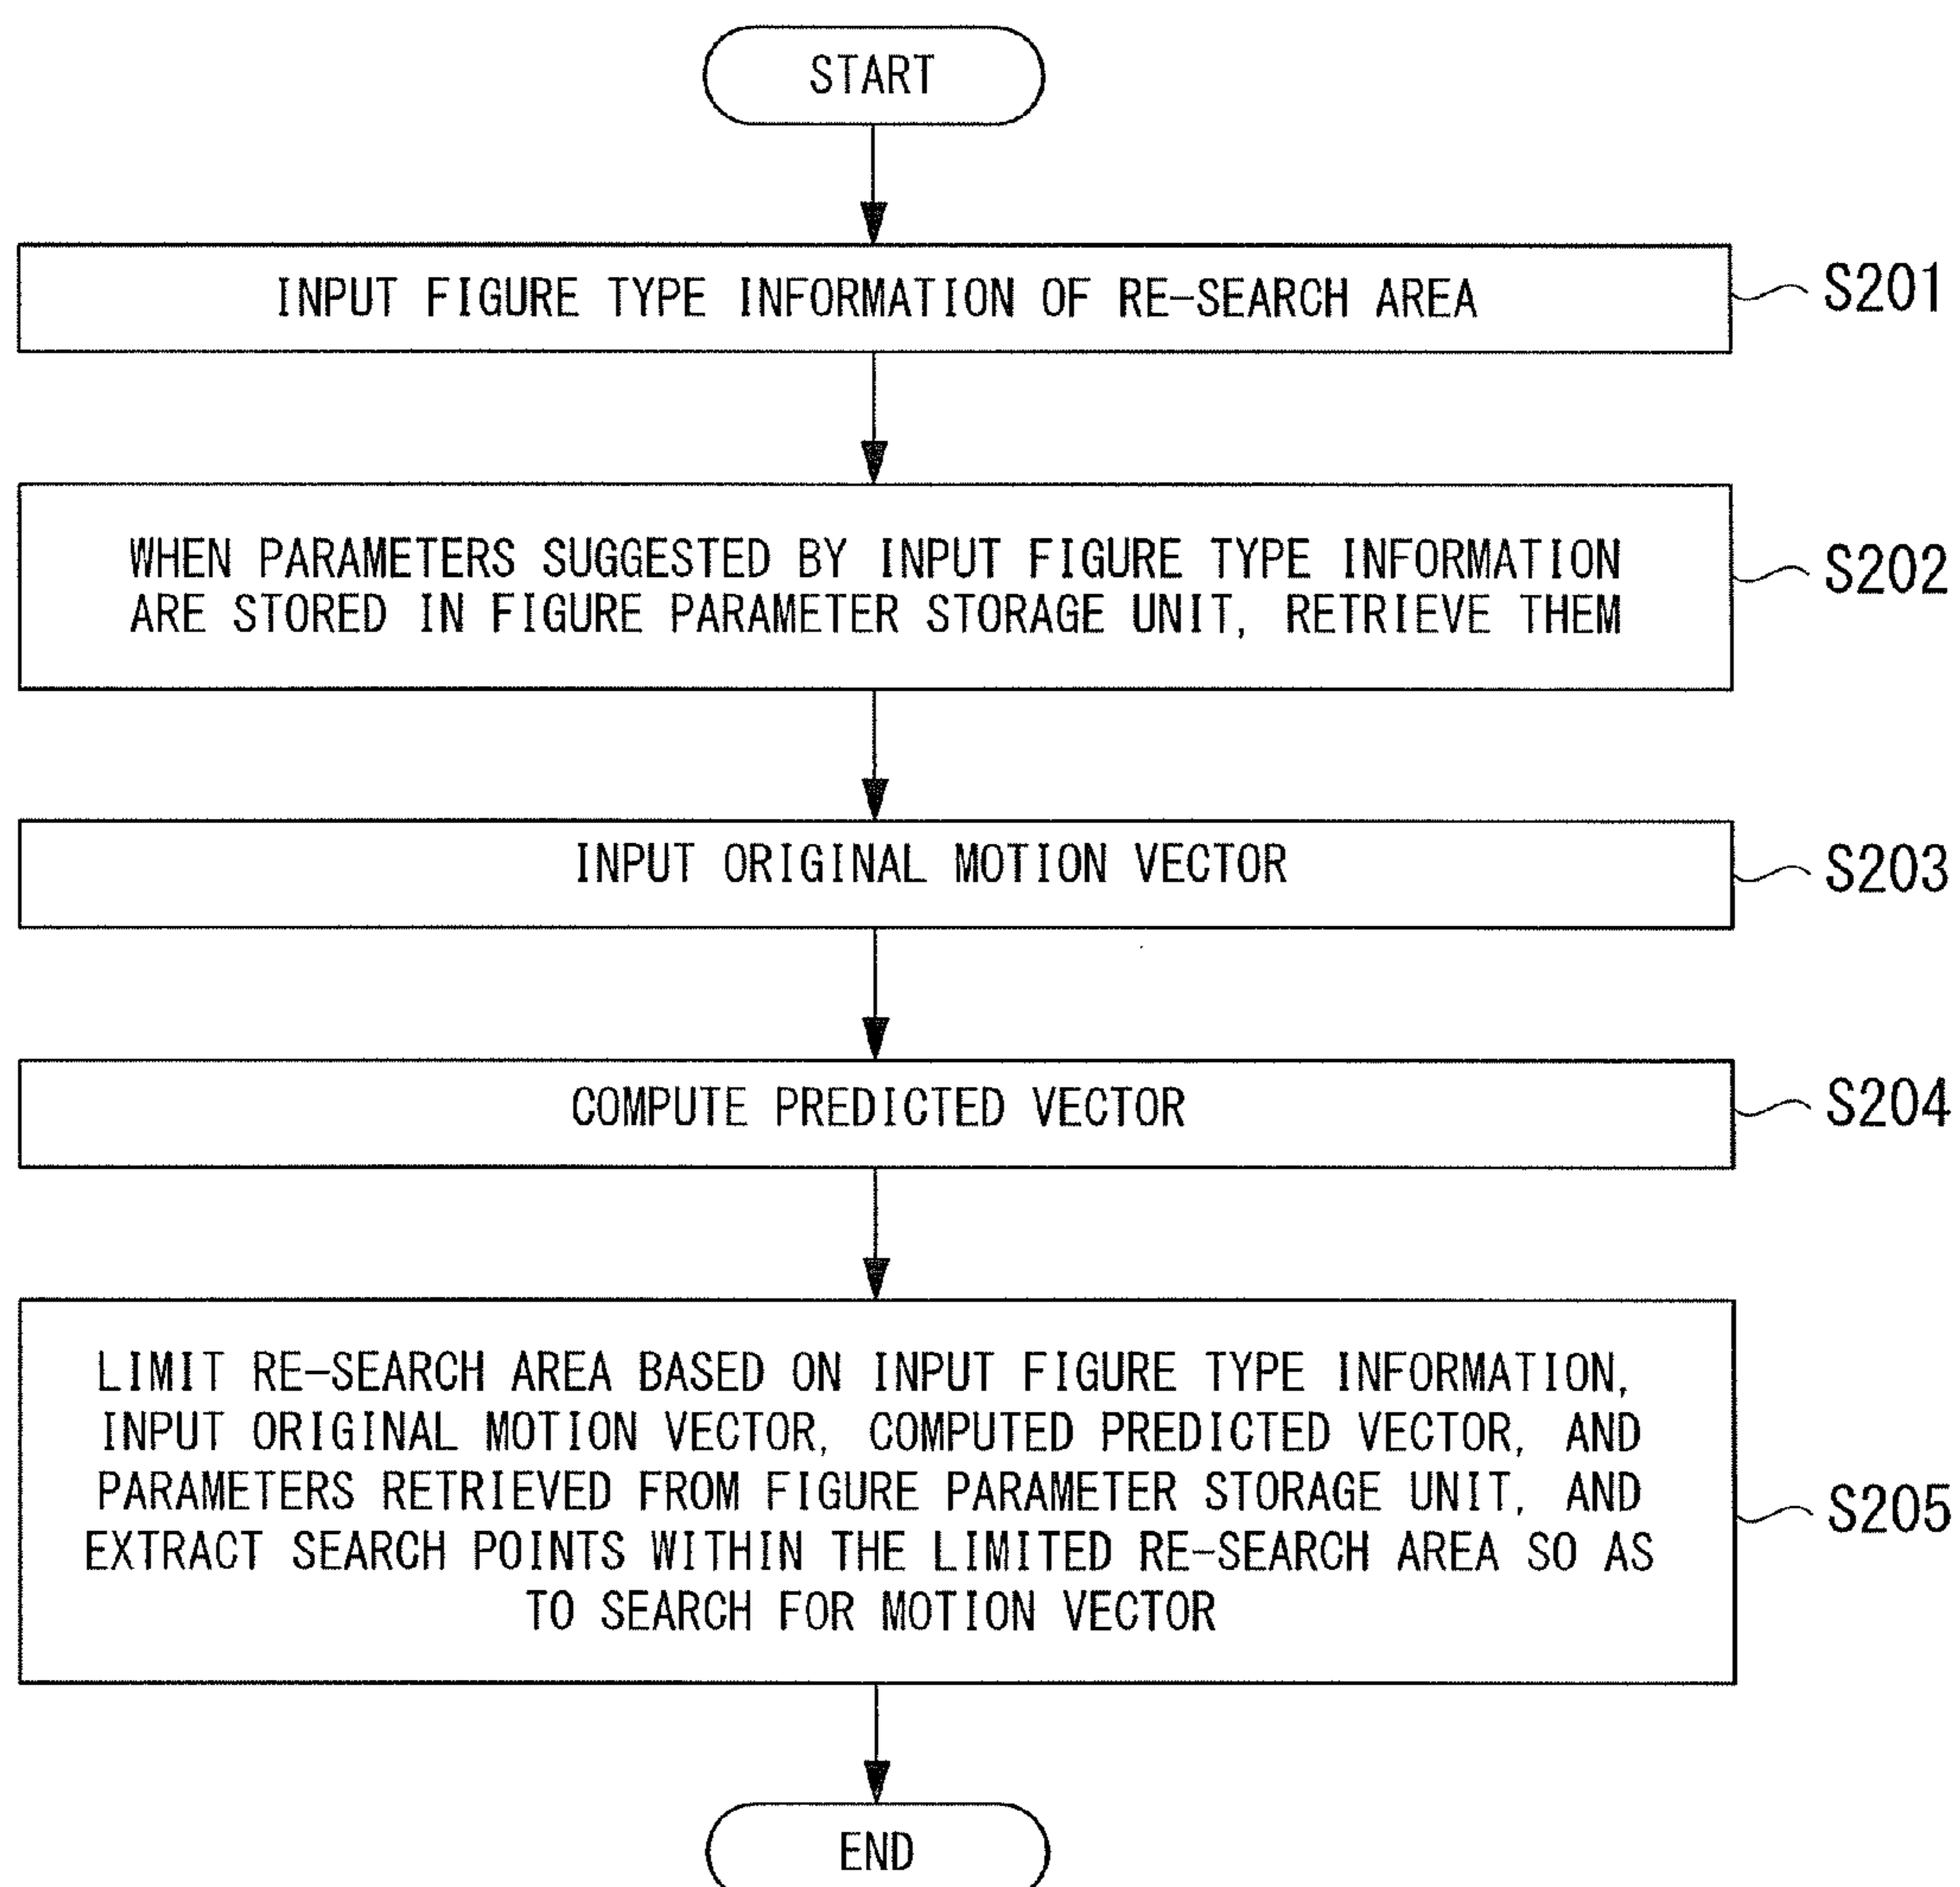 START
INPUT FIGURE TYPE INFORMATION OF RE-SEARCH AREA
S201
WHEN PARAMETERS SUGGESTED BY INPUT FIGURE TYPE INFORMATION
ARE STORED IN FIGURE PARAMETER STORAGE UNIT, RETRIEVE THEM
S202
INPUT ORIGINAL MOTION VECTOR
S203
COMPUTE PREDICTED VECTOR
S204
LIMIT RE-SEARCH AREA BASED ON INPUT FIGURE TYPE INFORMATION,
INPUT ORIGINAL MOTION VECTOR, COMPUTED PREDICTED VECTOR, AND
PARAMETERS RETRIEVED FROM FIGURE PARAMETER STORAGE UNIT, AND
EXTRACT SEARCH POINTS WITHIN THE LIMITED RE-SEARCH AREA SO AS
TO SEARCH FOR MOTION VECTOR
S205
END